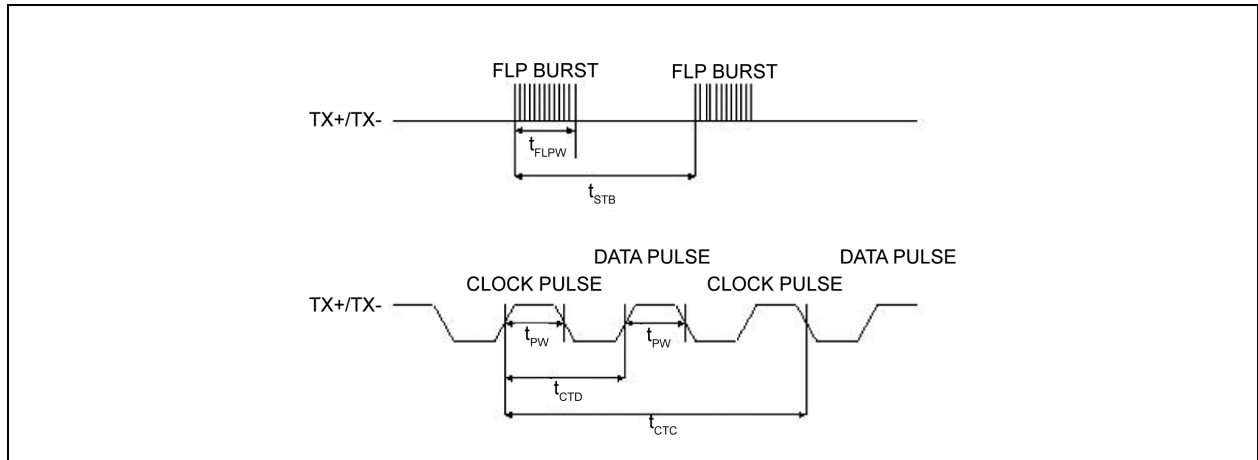 FLP BURST FLP BURST
TX+/TX-
tFLPW
tSTB
DATA PULSE DATA PULSE
CLOCK PULSE CLOCK PULSE
TX+/TX-
tPW tPW
tCTD
tCTC